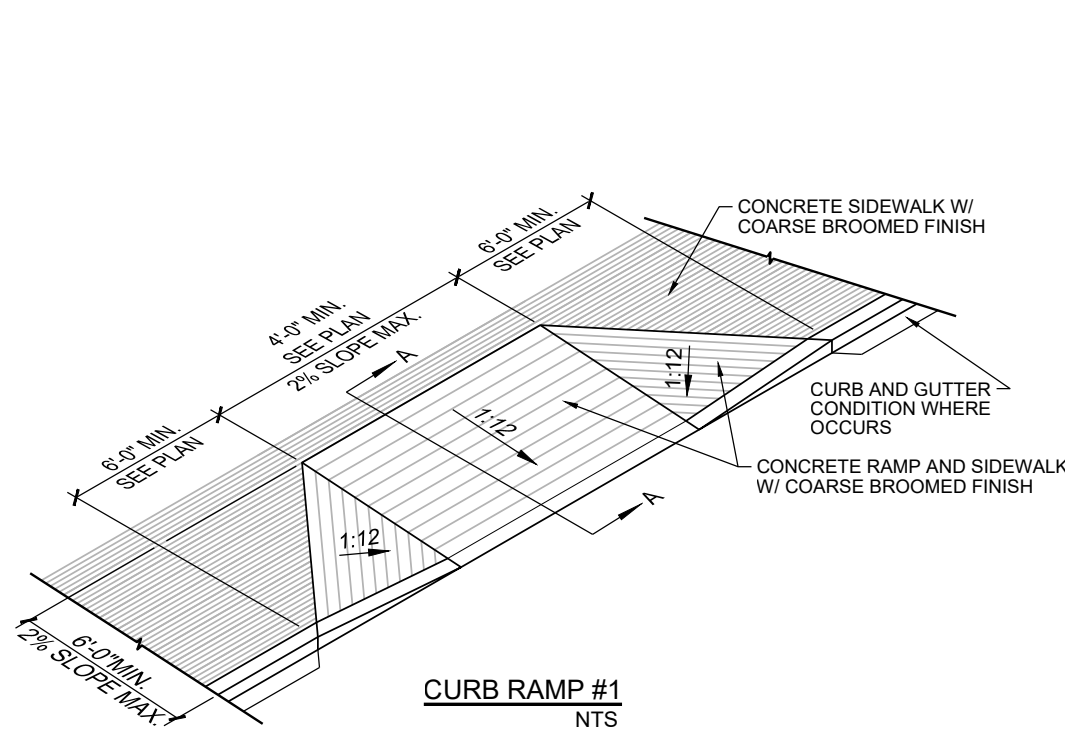 6'-0" MIN.
SEE PLAN
4'-0" MIN.
SEE PLAN
2% SLOPE MAX.
6'-0" MIN.
SEE PLAN
CONCRETE SIDEWALK W/
COARSE BROOMED FINISH
A
1:12
1:12
CURB AND GUTTER
CONDITION WHERE
OCCURS
CONCRETE RAMP AND SIDEWALK
W/ COARSE BROOMED FINISH
A
1:12
6'-0"MIN.
2% SLOPE MAX.
CURB RAMP #1
NTS